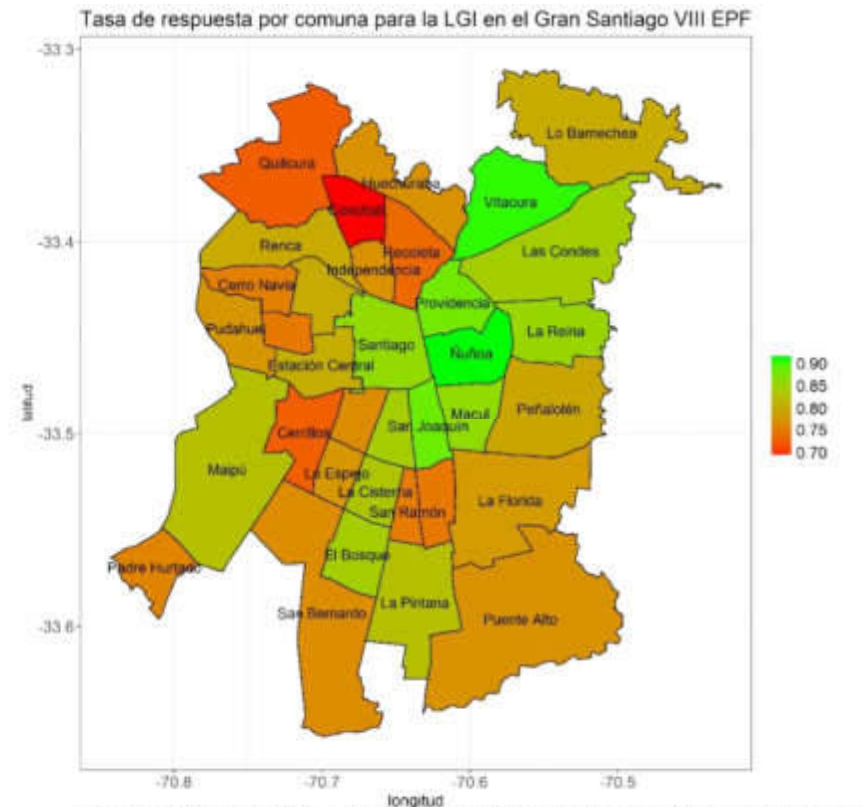 Tasa de respuesta por comuna para la LGI en el Gran Santiago VIII EPF
-33.3
Lo Barnechea
Quilicura
Huechuraba
Vitacura
Conchalí
-33.4
Renca
Recoleta
Las Condes
Independencia
Cerro Navia
Providencia
Pudahuel
La Reina
Santiago
Ñuñoa
Estación Central
0.90
0.85
0.80
0.75
0.70
latitud
Peñalolén
Macul
San Joaquín
-33.5
Cerrillos
Maipú
Lo Espejo
La Cisterna
La Florida
San Ramón
El Bosque
Padre Hurtado
La Pintana
San Bernardo
Puente Alto
-33.6
-70.8
-70.7
-70.6
-70.5
longitud